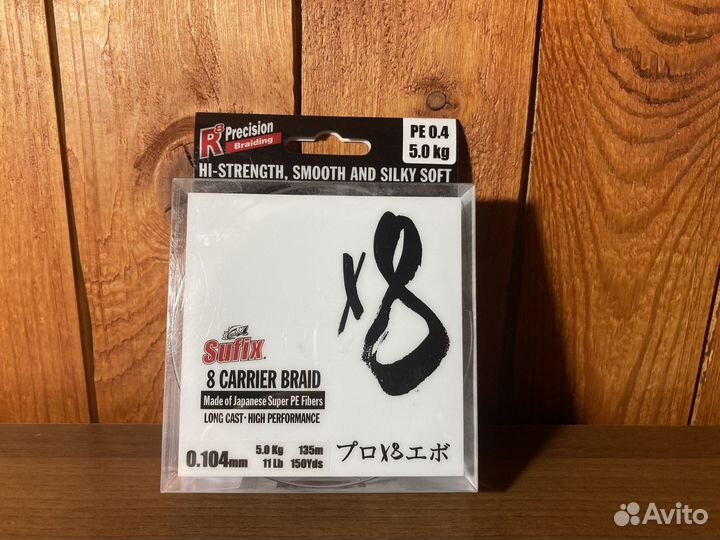 R8 Precision
Braiding
PE 0.4
5.0 kg
HI-STRENGTH, SMOOTH AND SILKY SOFT
x8
Sufix
8 CARRIER BRAID
Made of Japanese Super PE Fibers
LONG CAST · HIGH PERFORMANCE
0.104mm
5.0 Kg 135m
11 Lb 150Yds
プロX8エボ
Avito